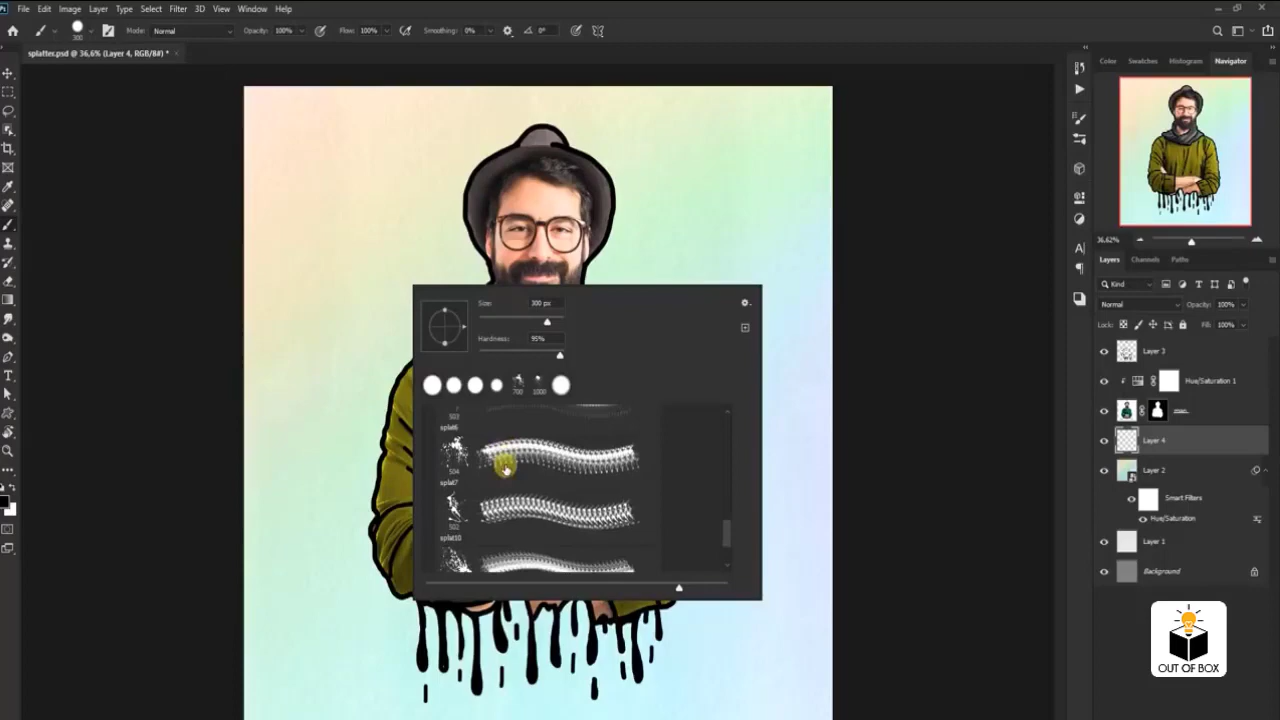 Ps File Edit Image Layer Type Select Filter 3D View Window Help
300 Mode: Normal Opacity: 100% Flow: 100% Smoothing: 0% 0°
splatter.psd @ 36,6% (Layer 4, RGB/8#) *
Color Swatches Histogram Navigator
36,62%
Layers Channels Paths
Kind
Normal Opacity: 100%
Lock: Fill: 100%
Layer 3
Hue/Saturation 1
Layer 4
Layer 2
Smart Filters
Hue/Saturation
Layer 1
Background
Size: 300 px
Hardness: 95%
700 1000
503
splat6
504
splat7
502
splat10
OUT OF BOX